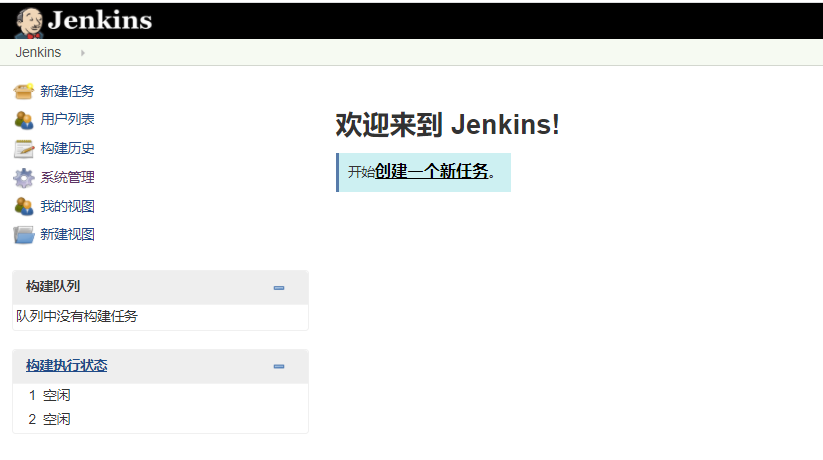 Jenkins
Jenkins
新建任务
用户列表
构建历史
系统管理
我的视图
新建视图
构建队列
队列中没有构建任务
构建执行状态
1 空闲
2 空闲
欢迎来到 Jenkins!
开始创建一个新任务。